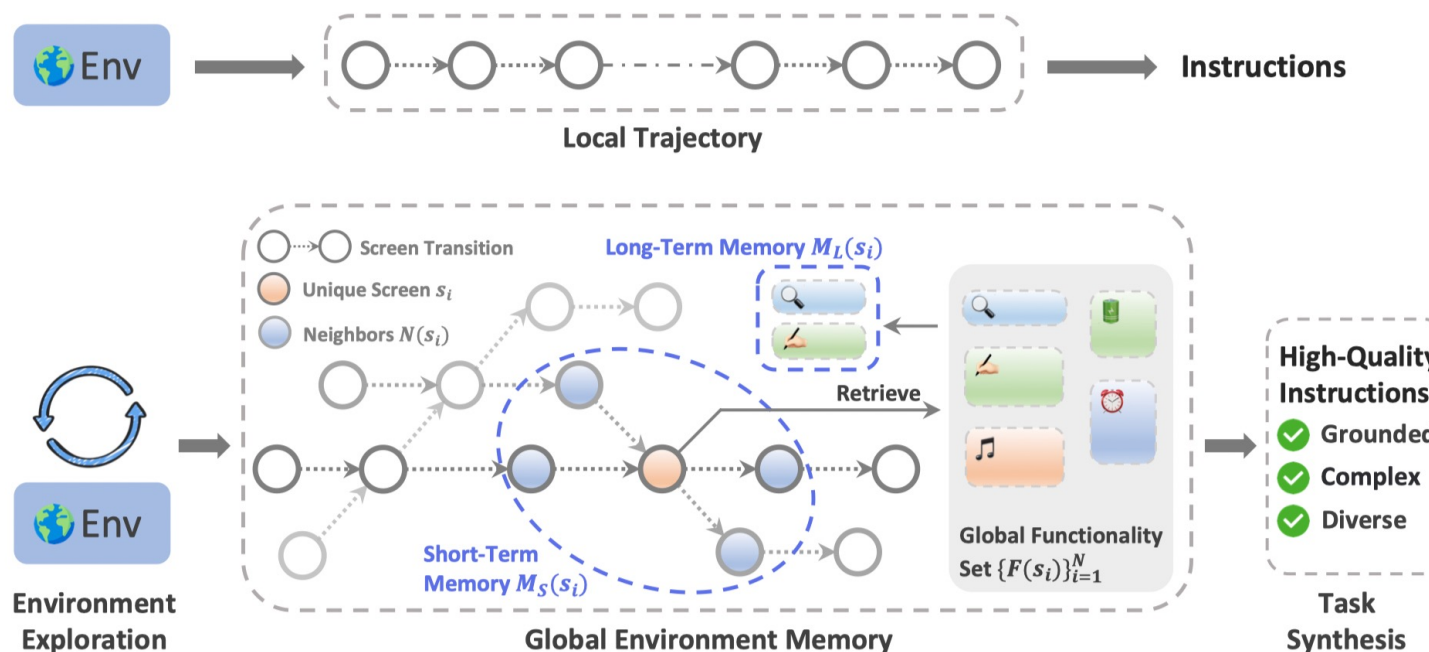 Env
Instructions
Local Trajectory
Screen Transition
Unique Screen $s_i$
Neighbors $N(s_i)$
Long-Term Memory $M_L(s_i)$
Retrieve
Short-Term
Memory $M_S(s_i)$
Global Functionality
Set $\{F(s_i)\}_{i=1}^{N}$
Env
Environment
Exploration
Global Environment Memory
High-Quality
Instructions
Grounded
Complex
Diverse
Task
Synthesis